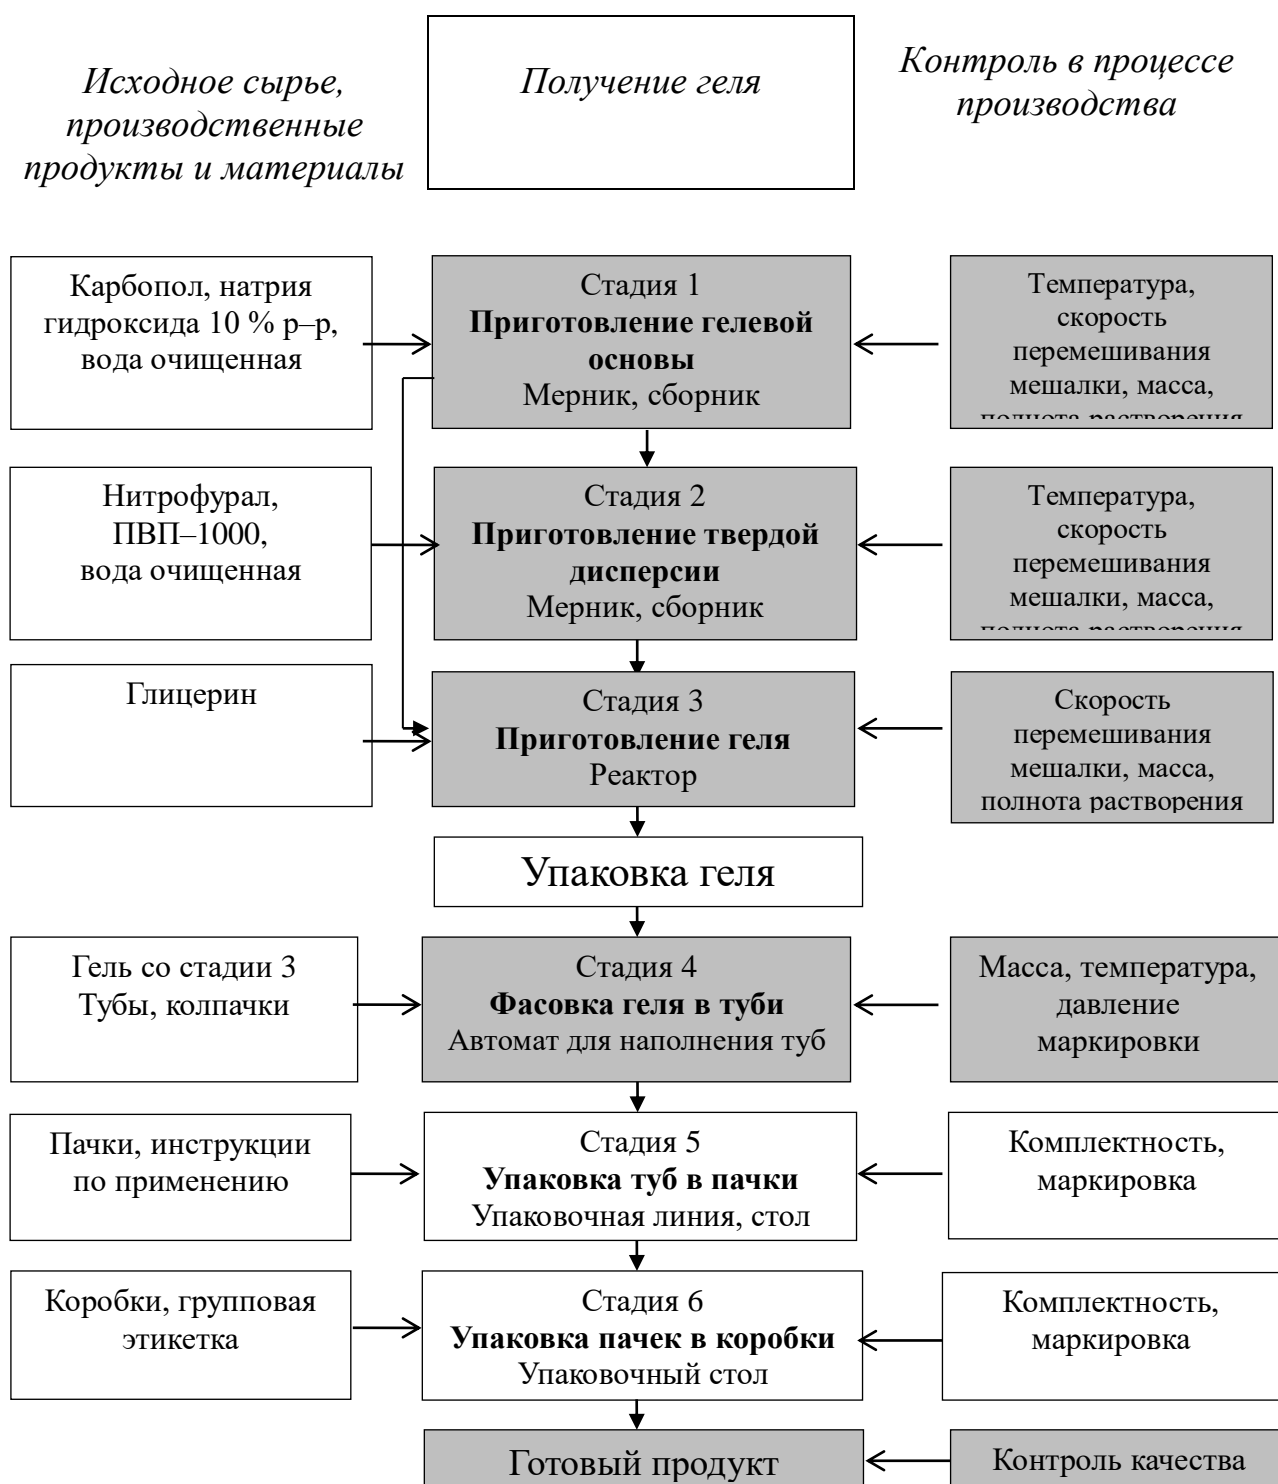 Исходное сырье,
производственные
продукты и материалы
Получение геля
Контроль в процессе
производства
Карбопол, натрия
гидроксида 10 % р–р,
вода очищенная
Стадия 1
Приготовление гелевой
основы
Мерник, сборник
Температура,
скорость
перемешивания
мешалки, масса,
полнота растворения
Нитрофурал,
ПВП–1000,
вода очищенная
Стадия 2
Приготовление твердой
дисперсии
Мерник, сборник
Температура,
скорость
перемешивания
мешалки, масса,
полнота растворения
Глицерин
Стадия 3
Приготовление геля
Реактор
Скорость
перемешивания
мешалки, масса,
полнота растворения
Упаковка геля
Гель со стадии 3
Тубы, колпачки
Стадия 4
Фасовка геля в туби
Автомат для наполнения туб
Масса, температура,
давление
маркировки
Пачки, инструкции
по применению
Стадия 5
Упаковка туб в пачки
Упаковочная линия, стол
Комплектность,
маркировка
Коробки, групповая
этикетка
Стадия 6
Упаковка пачек в коробки
Упаковочный стол
Комплектность,
маркировка
Готовый продукт
Контроль качества